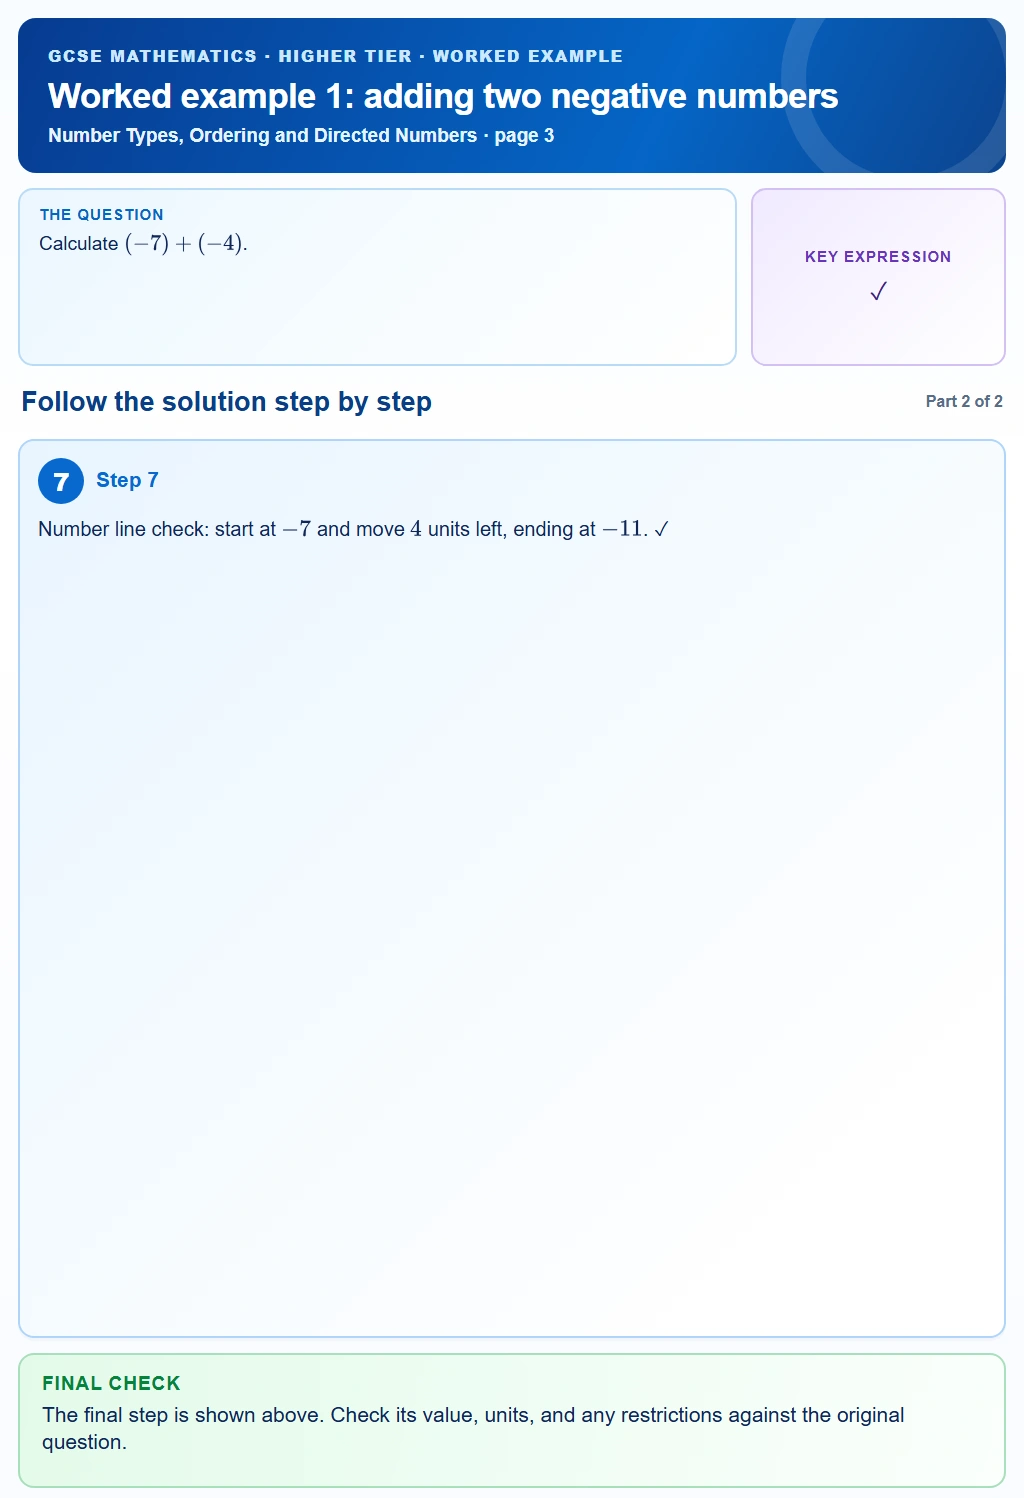 GCSE MATHEMATICS · HIGHER TIER · WORKED EXAMPLE
Worked example 1: adding two negative numbers
Number Types, Ordering and Directed Numbers · page 3
THE QUESTION
Calculate (−7) + (−4).
KEY EXPRESSION
✓
Follow the solution step by step
Part 2 of 2
7 Step 7
Number line check: start at −7 and move 4 units left, ending at −11. ✓
FINAL CHECK
The final step is shown above. Check its value, units, and any restrictions against the original
question.